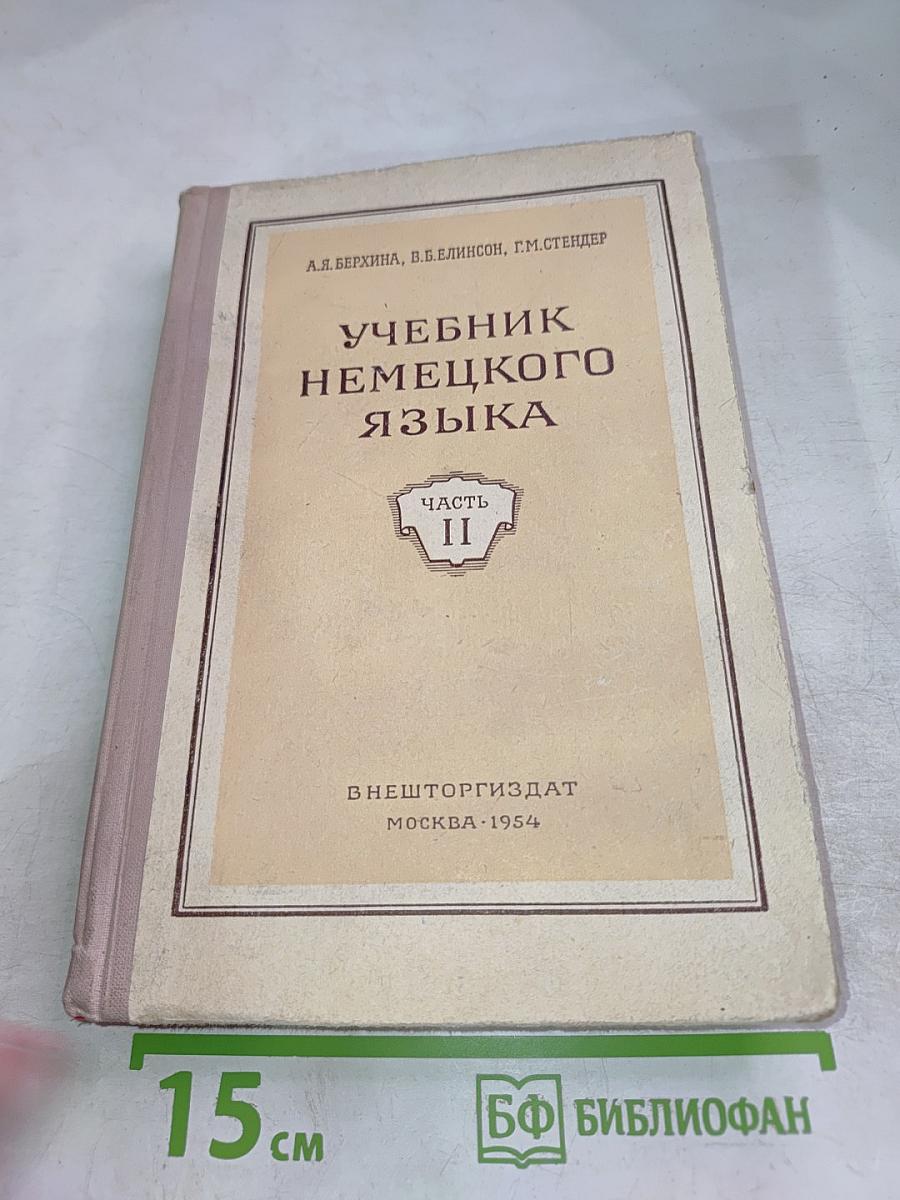 А.Я.БЕРХИНА, В.Б.ЕЛИНСОН, Г.М.СТЕНДЕР
УЧЕБНИК
НЕМЕЦКОГО
ЯЗЫКА
ЧАСТЬ
II
ВНЕШТОРГИЗДАТ
МОСКВА · 1954
15 см
БФ БИБЛИОФАН